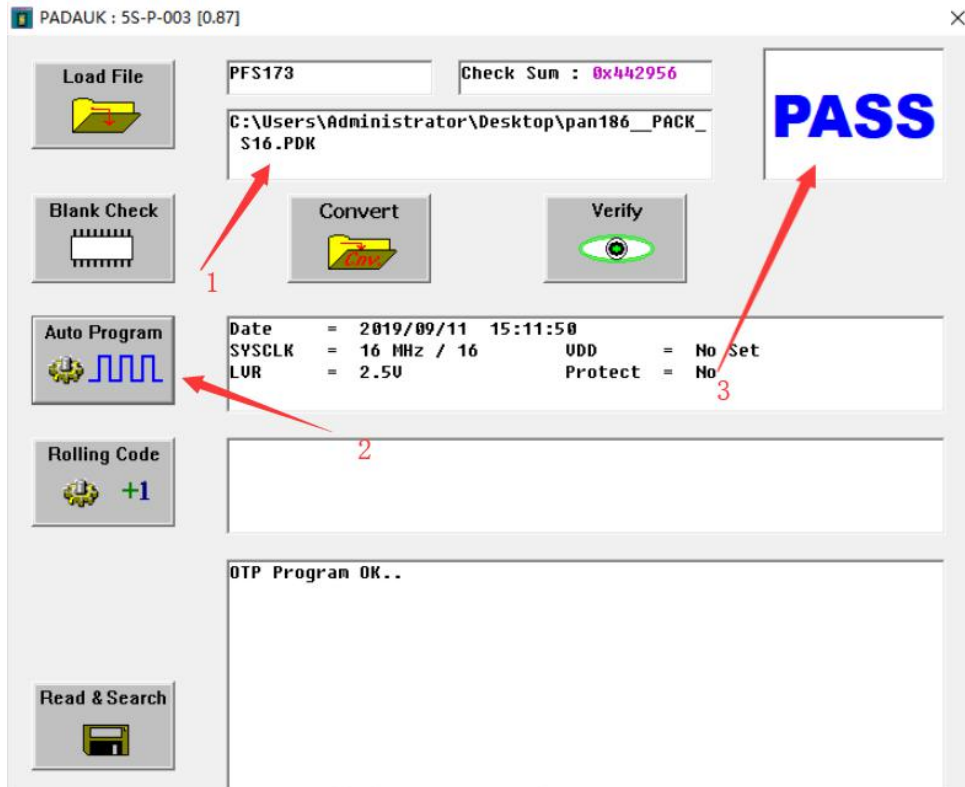 PADAUK : 5S-P-003 [0.87]
Load File
PFS173
Check Sum : 0x442956
C:\Users\Administrator\Desktop\pan186__PACK_
S16.PDK
PASS
Blank Check
Convert
Cnv.
Verify
1
Auto Program
Date = 2019/09/11 15:11:50
SYSCLK = 16 MHz / 16 VDD = No Set
LVR = 2.5V Protect = No
3
2
Rolling Code
+1
OTP Program OK..
Read & Search